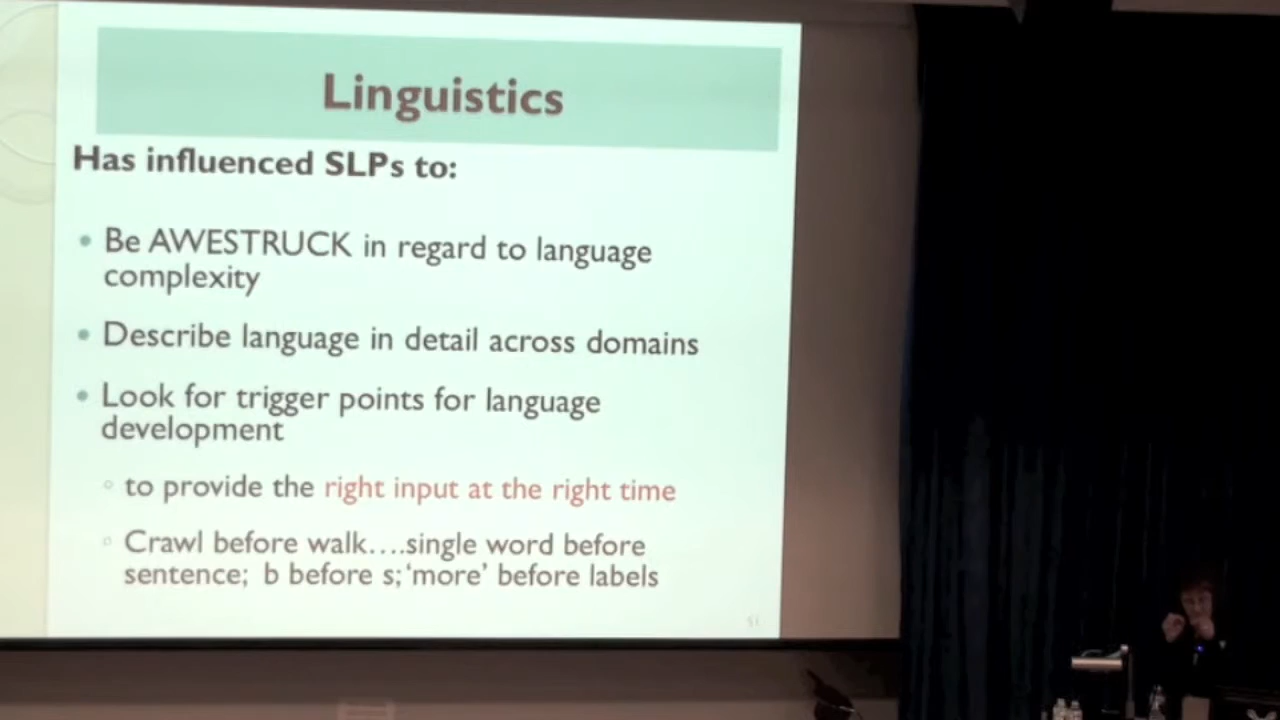 Linguistics
Has influenced SLPs to:
• Be AWESTRUCK in regard to language
complexity
• Describe language in detail across domains
• Look for trigger points for language
development
◦ to provide the right input at the right time
◦ Crawl before walk....single word before
sentence; b before s; ‘more’ before labels